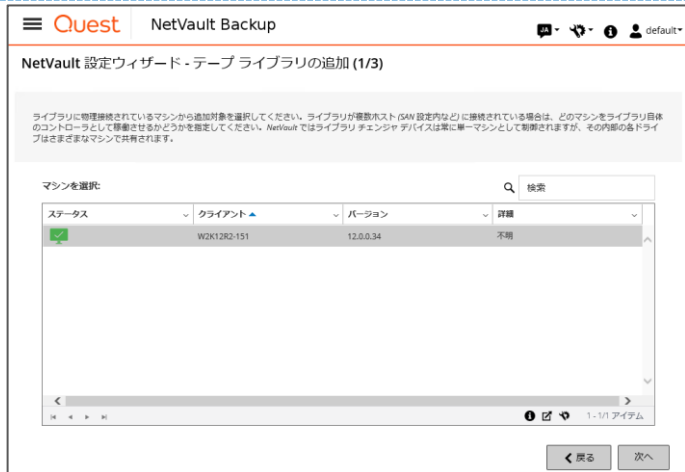 Quest NetVault Backup
JA default
NetVault 設定ウィザード - テープ ライブラリの追加 (1/3)
ライブラリに物理接続されているマシンから追加対象を選択してください。ライブラリが複数ホスト (SAN 設定内など) に接続されている場合は、どのマシンをライブラリ自体
のコントローラとして稼働させるかどうかを指定してください。NetVault ではライブラリ チェンジャ デバイスは常に単一マシンとして制御されますが、その内部の各ドライ
ブはさまざまなマシンで共有されます。
マシンを選択:
検索
ステータス クライアント バージョン 詳細
W2K12R2-151 12.0.0.34 不明
1 - 1/1 アイテム
戻る 次へ